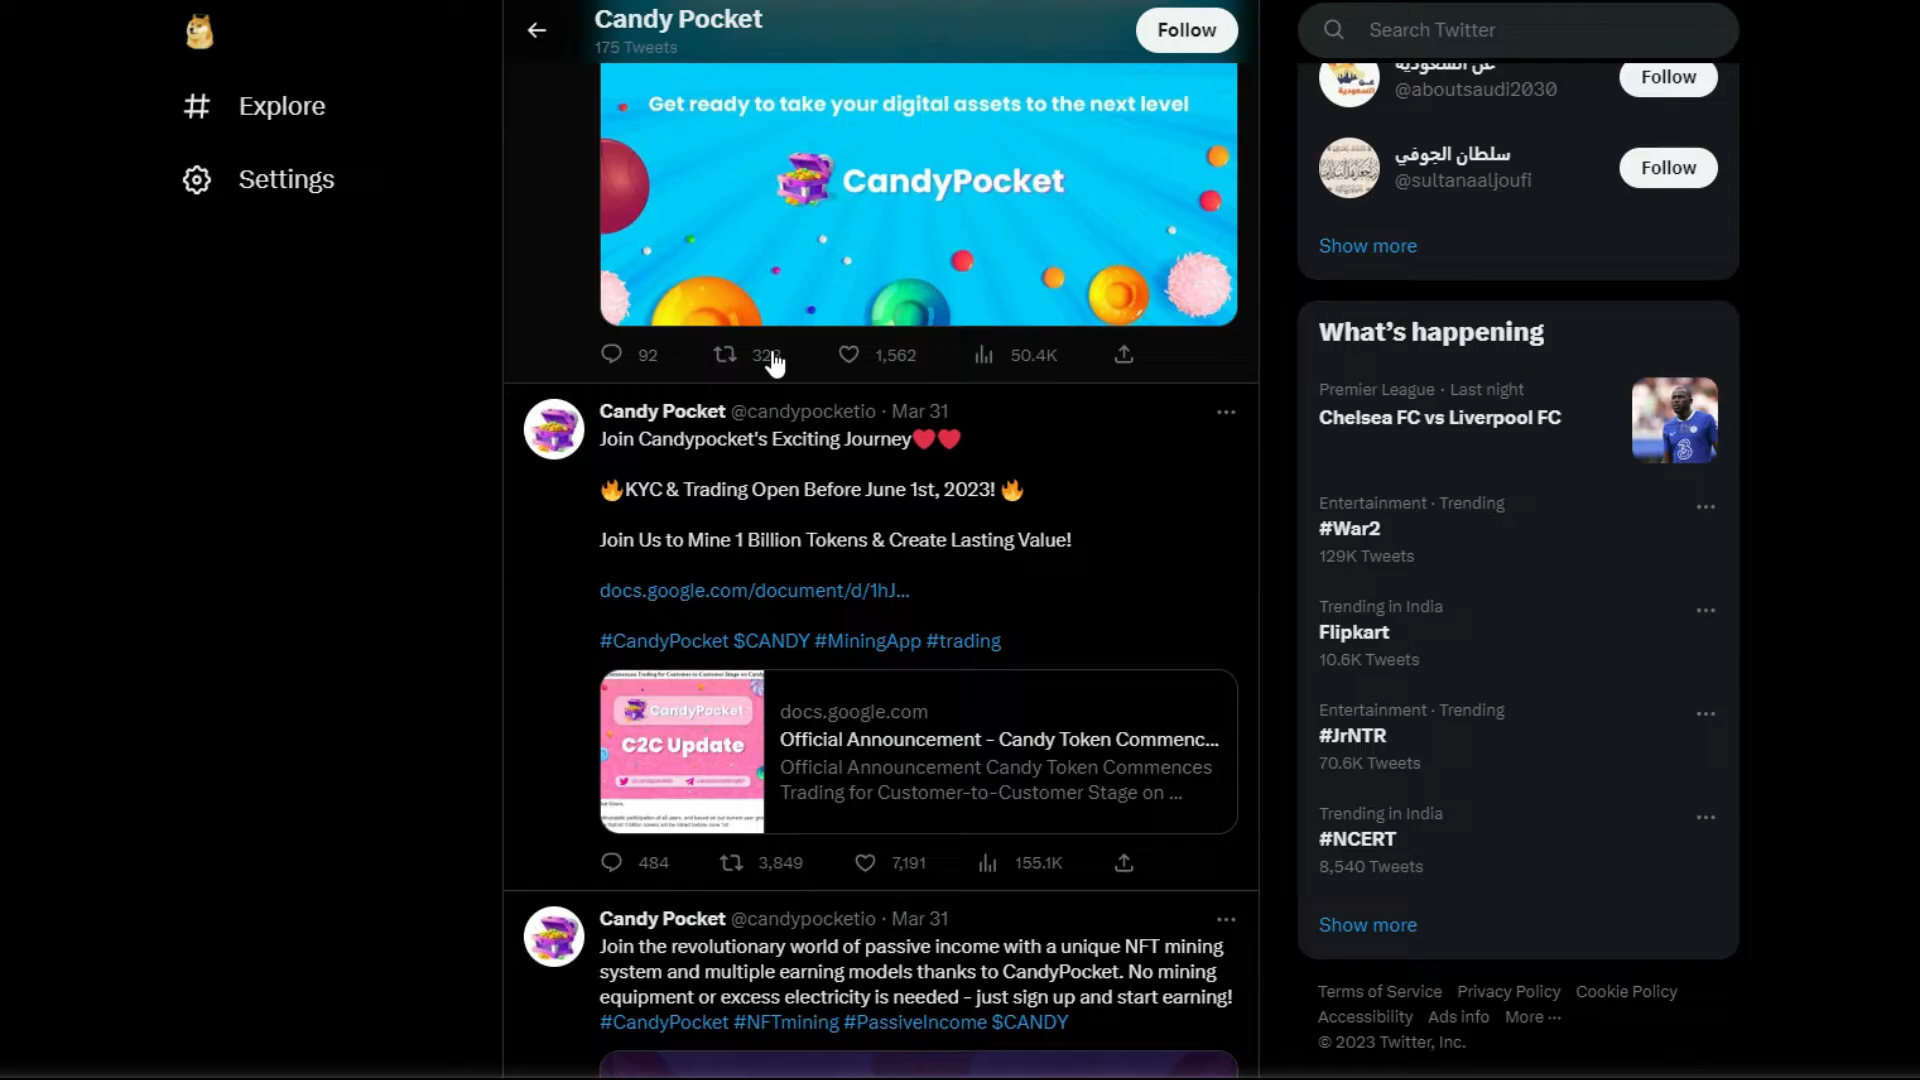 Explore
Settings
Candy Pocket
175 Tweets
Follow
Get ready to take your digital assets to the next level
CandyPocket
92
1,562
50.4K
Candy Pocket @candypocketio · Mar 31
Join Candypocket's Exciting Journey❤️❤️
🔥KYC & Trading Open Before June 1st, 2023! 🔥
Join Us to Mine 1 Billion Tokens & Create Lasting Value!
docs.google.com/document/d/1hJ...
#CandyPocket $CANDY #MiningApp #trading
CandyPocket
C2C Update
docs.google.com
Official Announcement - Candy Token Commenc...
Official Announcement Candy Token Commences
Trading for Customer-to-Customer Stage on ...
484
3,849
7,191
155.1K
Candy Pocket @candypocketio · Mar 31
Join the revolutionary world of passive income with a unique NFT mining
system and multiple earning models thanks to CandyPocket. No mining
equipment or excess electricity is needed - just sign up and start earning!
#CandyPocket #NFTmining #PassiveIncome $CANDY
Search Twitter
عن السعودية
@aboutsaudi2030
Follow
سلطان الجوفي
@sultanaaljoufi
Follow
Show more
What's happening
Premier League · Last night
Chelsea FC vs Liverpool FC
Entertainment · Trending
#War2
129K Tweets
Trending in India
Flipkart
10.6K Tweets
Entertainment · Trending
#JrNTR
70.6K Tweets
Trending in India
#NCERT
8,540 Tweets
Show more
Terms of Service Privacy Policy Cookie Policy
Accessibility Ads info More ···
© 2023 Twitter, Inc.